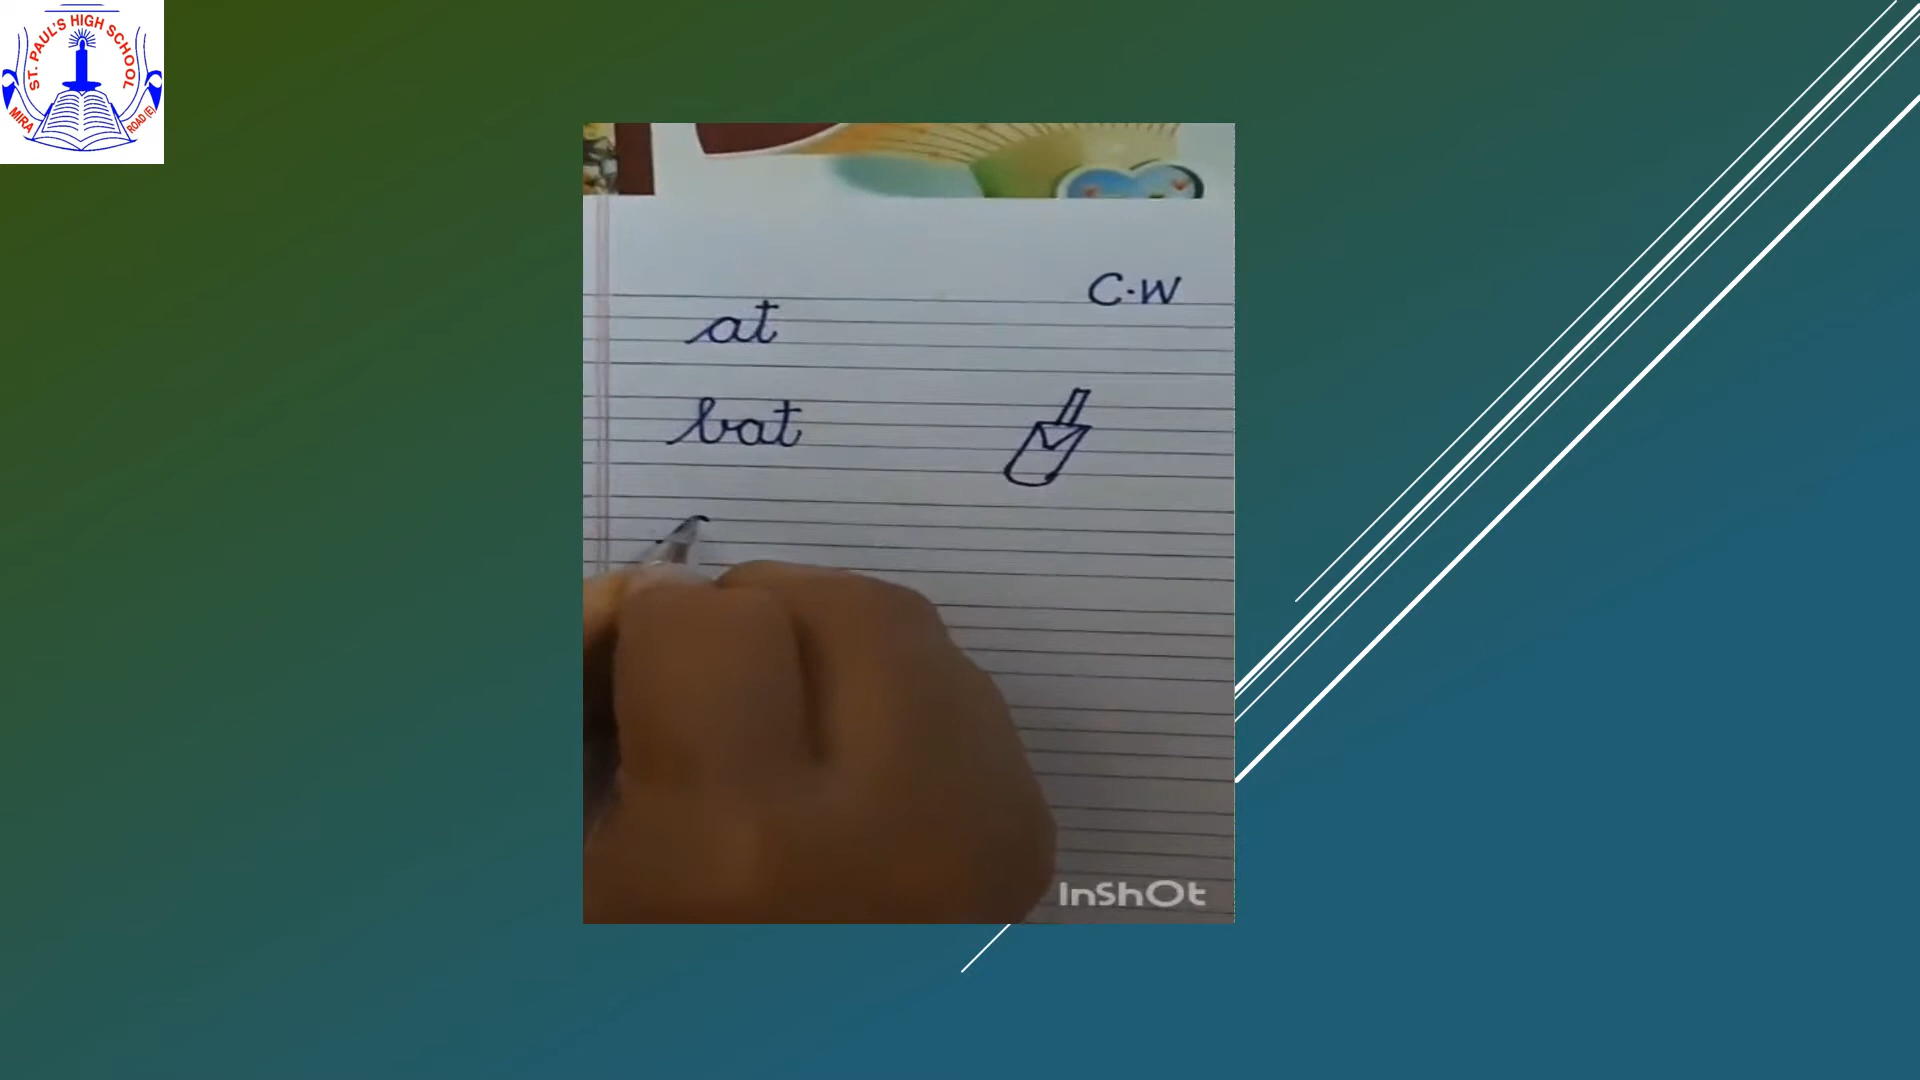 ST. PAUL'S HIGH SCHOOL
MIRA ROAD (E)
C.W
at
bat
InShOt